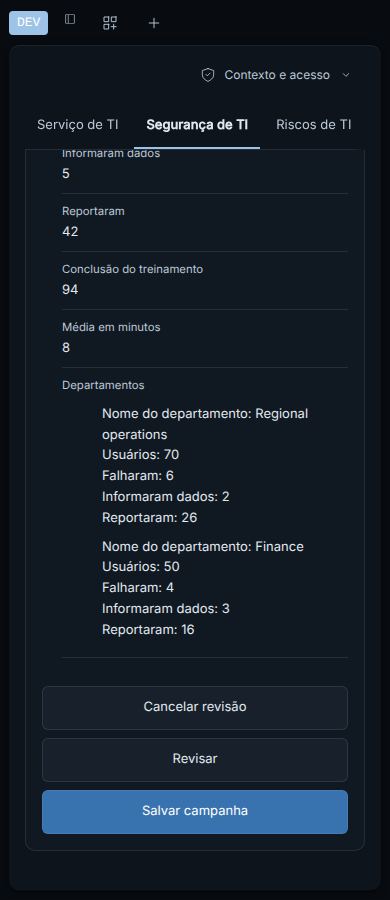 DEV
Contexto e acesso
Serviço de TI
Segurança de TI
Riscos de TI
Informaram dados
5
Reportaram
42
Conclusão do treinamento
94
Média em minutos
8
Departamentos
Nome do departamento: Regional
operations
Usuários: 70
Falharam: 6
Informaram dados: 2
Reportaram: 26
Nome do departamento: Finance
Usuários: 50
Falharam: 4
Informaram dados: 3
Reportaram: 16
Cancelar revisão
Revisar
Salvar campanha